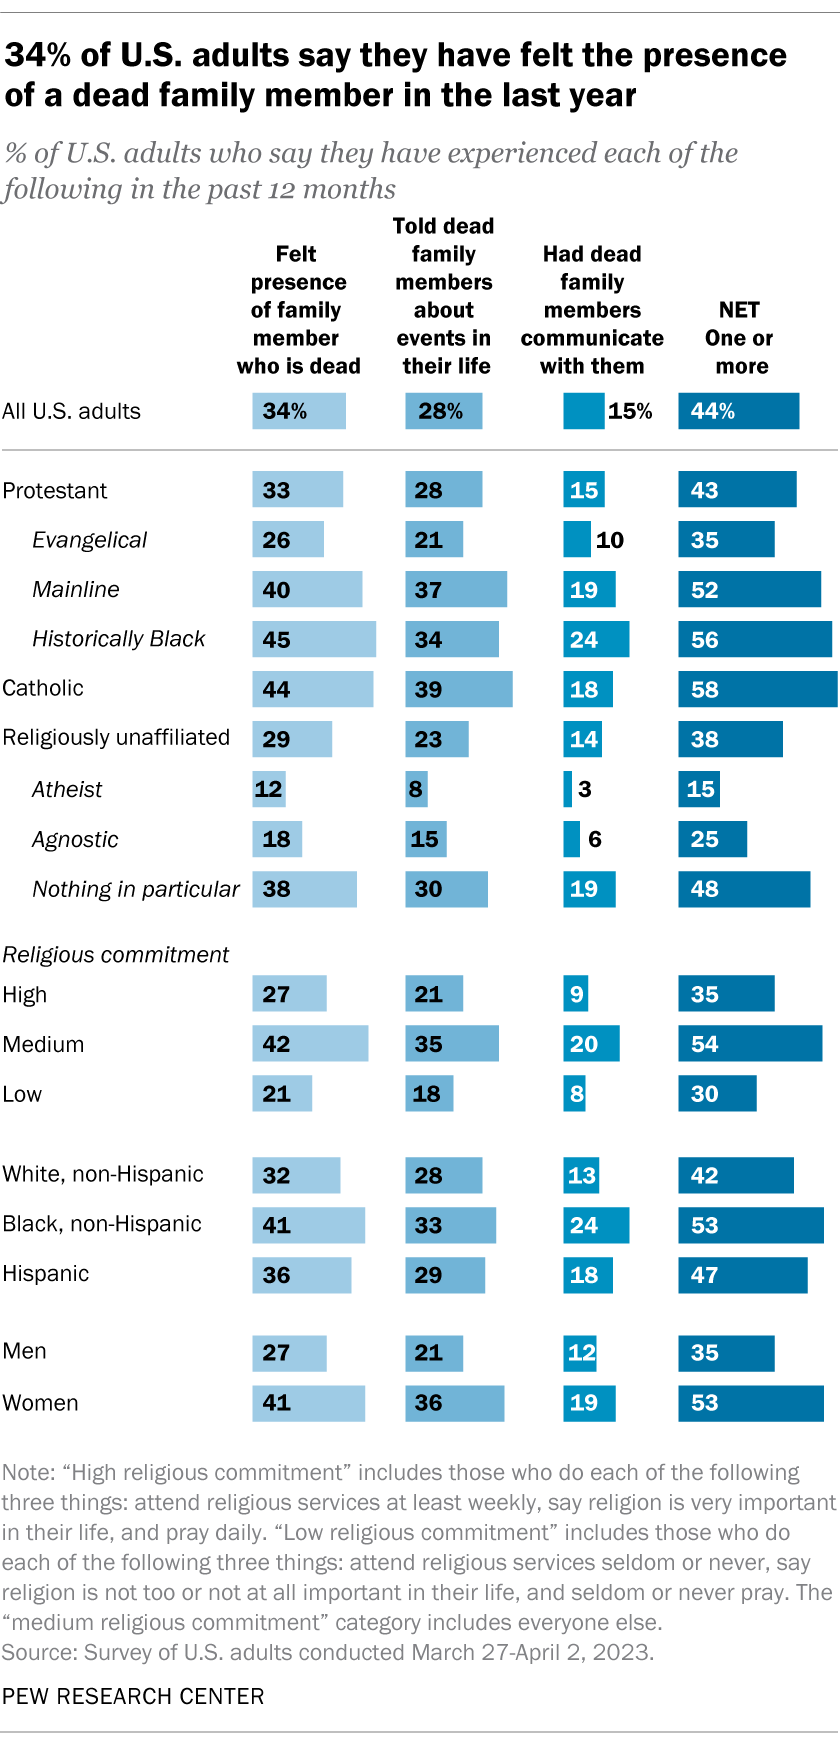 34% of U.S. adults say they have felt the presence
of a dead family member in the last year
% of U.S. adults who say they have experienced each of the
following in the past 12 months
Felt
presence
of family
member
who is dead
Told dead
family
members
about
events in
their life
Had dead
family
members
communicate
with them
NET
One or
more
All U.S. adults 34% 28% 15% 44%
Protestant 33 28 15 43
Evangelical 26 21 10 35
Mainline 40 37 19 52
Historically Black 45 34 24 56
Catholic 44 39 18 58
Religiously unaffiliated 29 23 14 38
Atheist 12 8 3 15
Agnostic 18 15 6 25
Nothing in particular 38 30 19 48
Religious commitment
High 27 21 9 35
Medium 42 35 20 54
Low 21 18 8 30
White, non-Hispanic 32 28 13 42
Black, non-Hispanic 41 33 24 53
Hispanic 36 29 18 47
Men 27 21 12 35
Women 41 36 19 53
Note: “High religious commitment” includes those who do each of the following
three things: attend religious services at least weekly, say religion is very important
in their life, and pray daily. “Low religious commitment” includes those who do
each of the following three things: attend religious services seldom or never, say
religion is not too or not at all important in their life, and seldom or never pray. The
“medium religious commitment” category includes everyone else.
Source: Survey of U.S. adults conducted March 27-April 2, 2023.
PEW RESEARCH CENTER